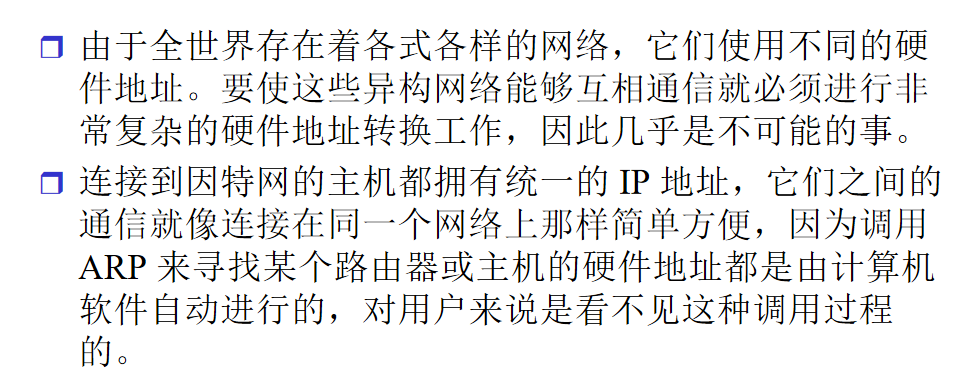 由于全世界存在着各式各样的网络，它们使用不同的硬
件地址。要使这些异构网络能够互相通信就必须进行非
常复杂的硬件地址转换工作，因此几乎是不可能的事。
连接到因特网的主机都拥有统一的 IP 地址，它们之间的
通信就像连接在同一个网络上那样简单方便，因为调用
ARP 来寻找某个路由器或主机的硬件地址都是由计算机
软件自动进行的，对用户来说是看不见这种调用过程
的。